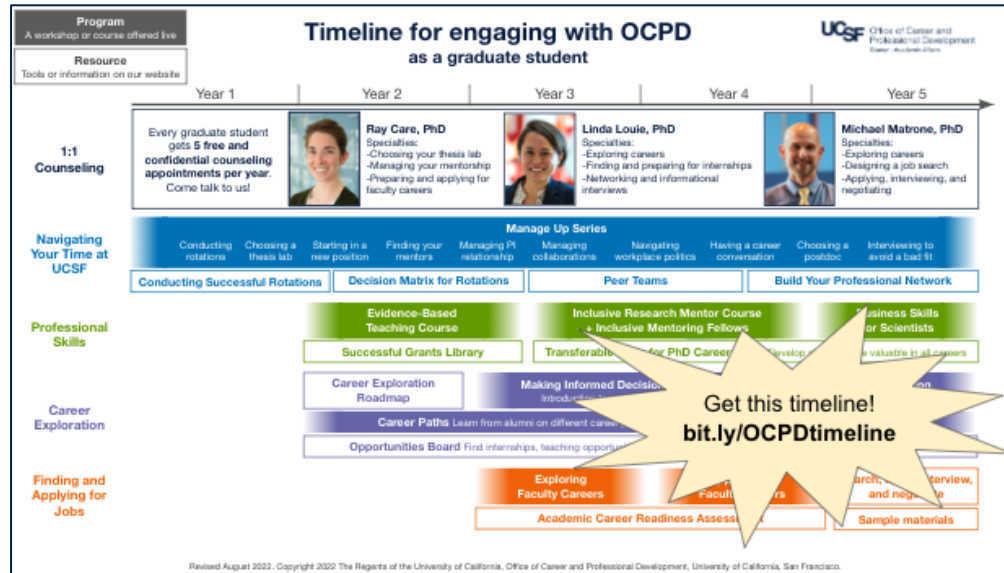 Program
A workshop or course offered live
Resource
Tools or information on our website
Timeline for engaging with OCPD
as a graduate student
UCSF Office of Career and
Professional Development
Year 1
Year 2
Year 3
Year 4
Year 5
1:1
Counseling
Every graduate student
gets 5 free and
confidential counseling
appointments per year.
Come talk to us!
Ray Care, PhD
Specialties:
-Choosing your thesis lab
-Managing your mentorship
-Preparing and applying for
faculty careers
Linda Louie, PhD
Specialties:
-Exploring careers
-Finding and preparing for internships
-Networking and informational
interviews
Michael Matrone, PhD
Specialties:
-Exploring careers
-Designing a job search
-Applying, interviewing, and
negotiating
Navigating
Your Time at
UCSF
Manage Up Series
Conducting
rotations
Choosing a
thesis lab
Starting in a
new position
Finding your
mentors
Managing PI
relationship
Managing
collaborations
Navigating
workplace politics
Having a career
conversation
Choosing a
postdoc
Interviewing to
avoid a bad fit
Conducting Successful Rotations
Decision Matrix for Rotations
Peer Teams
Build Your Professional Network
Professional
Skills
Evidence-Based
Teaching Course
Inclusive Research Mentor Course
+ Inclusive Mentoring Fellows
Skills
Scientists
Successful Grants Library
for PhD
valuable in all careers
Career
Exploration
Career Exploration
Roadmap
Making Informed
Career Paths Learn from alumni on different
Opportunities Board Find internships, teaching
Get this timeline!
bit.ly/OCPDtimeline
Finding and
Applying for
Jobs
Exploring
Faculty Careers
and
Academic Career Readiness
Sample materials
Revised August 2022. Copyright 2022 The Regents of the University of California, Office of Career and Professional Development, University of California, San Francisco.